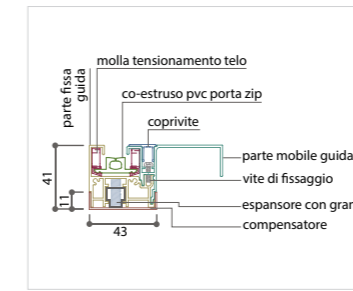 molla tensionamento telo
parte fissa
guida
co-estruso pvc porta zip
coprivite
parte mobile guida
vite di fissaggio
espansore con gran
compensatore
41
11
43